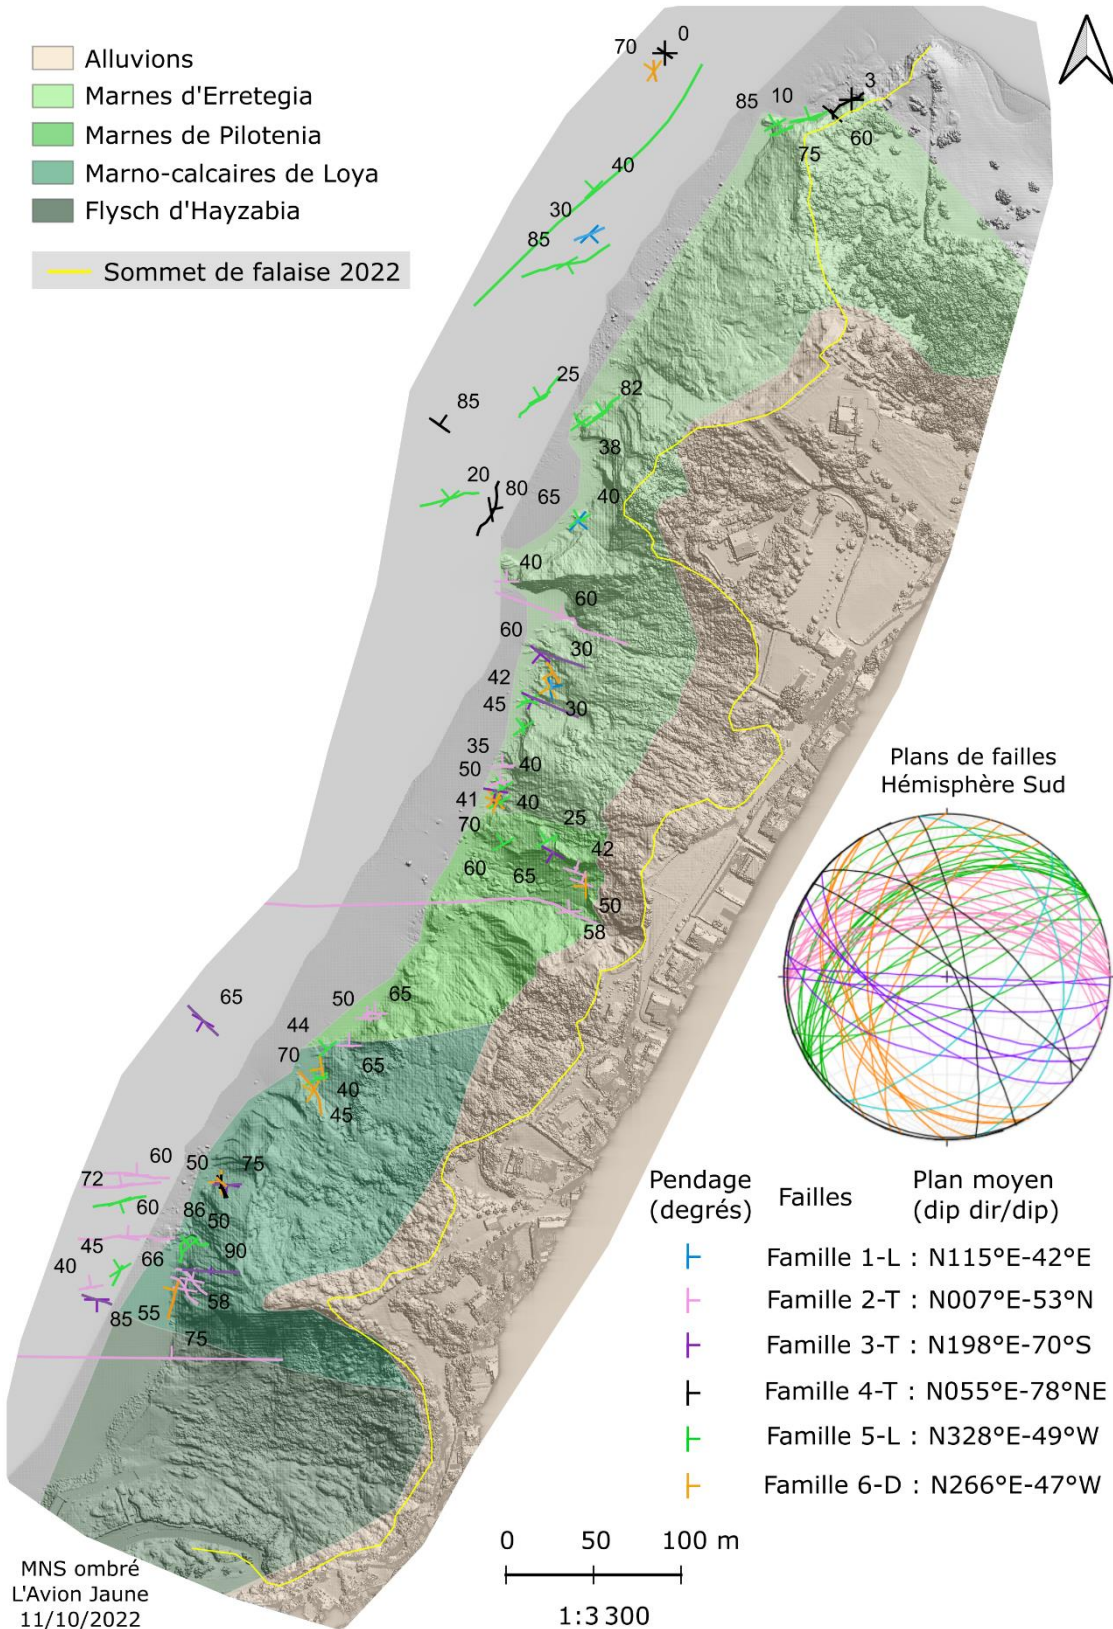 Alluvions
Marnes d'Erretegia
Marnes de Pilotenia
Marno-calcaires de Loya
Flysch d'Hayzabia
Sommet de falaise 2022
70
0
85
10
3
60
75
40
30
85
25
85
82
38
20
80
65
40
40
60
60
30
42
45
30
35
50
40
41
40
70
25
42
60
65
50
58
65
50
65
44
70
65
40
45
60
50
75
72
60
86
50
45
66
90
40
55
58
85
75
Plans de failles
Hémisphère Sud
Pendage
(degrés)
Failles
Plan moyen
(dip dir/dip)
Famille 1-L : N115°E-42°E
Famille 2-T : N007°E-53°N
Famille 3-T : N198°E-70°S
Famille 4-T : N055°E-78°NE
Famille 5-L : N328°E-49°W
Famille 6-D : N266°E-47°W
0 50 100 m
1:3 300
MNS ombré
L'Avion Jaune
11/10/2022